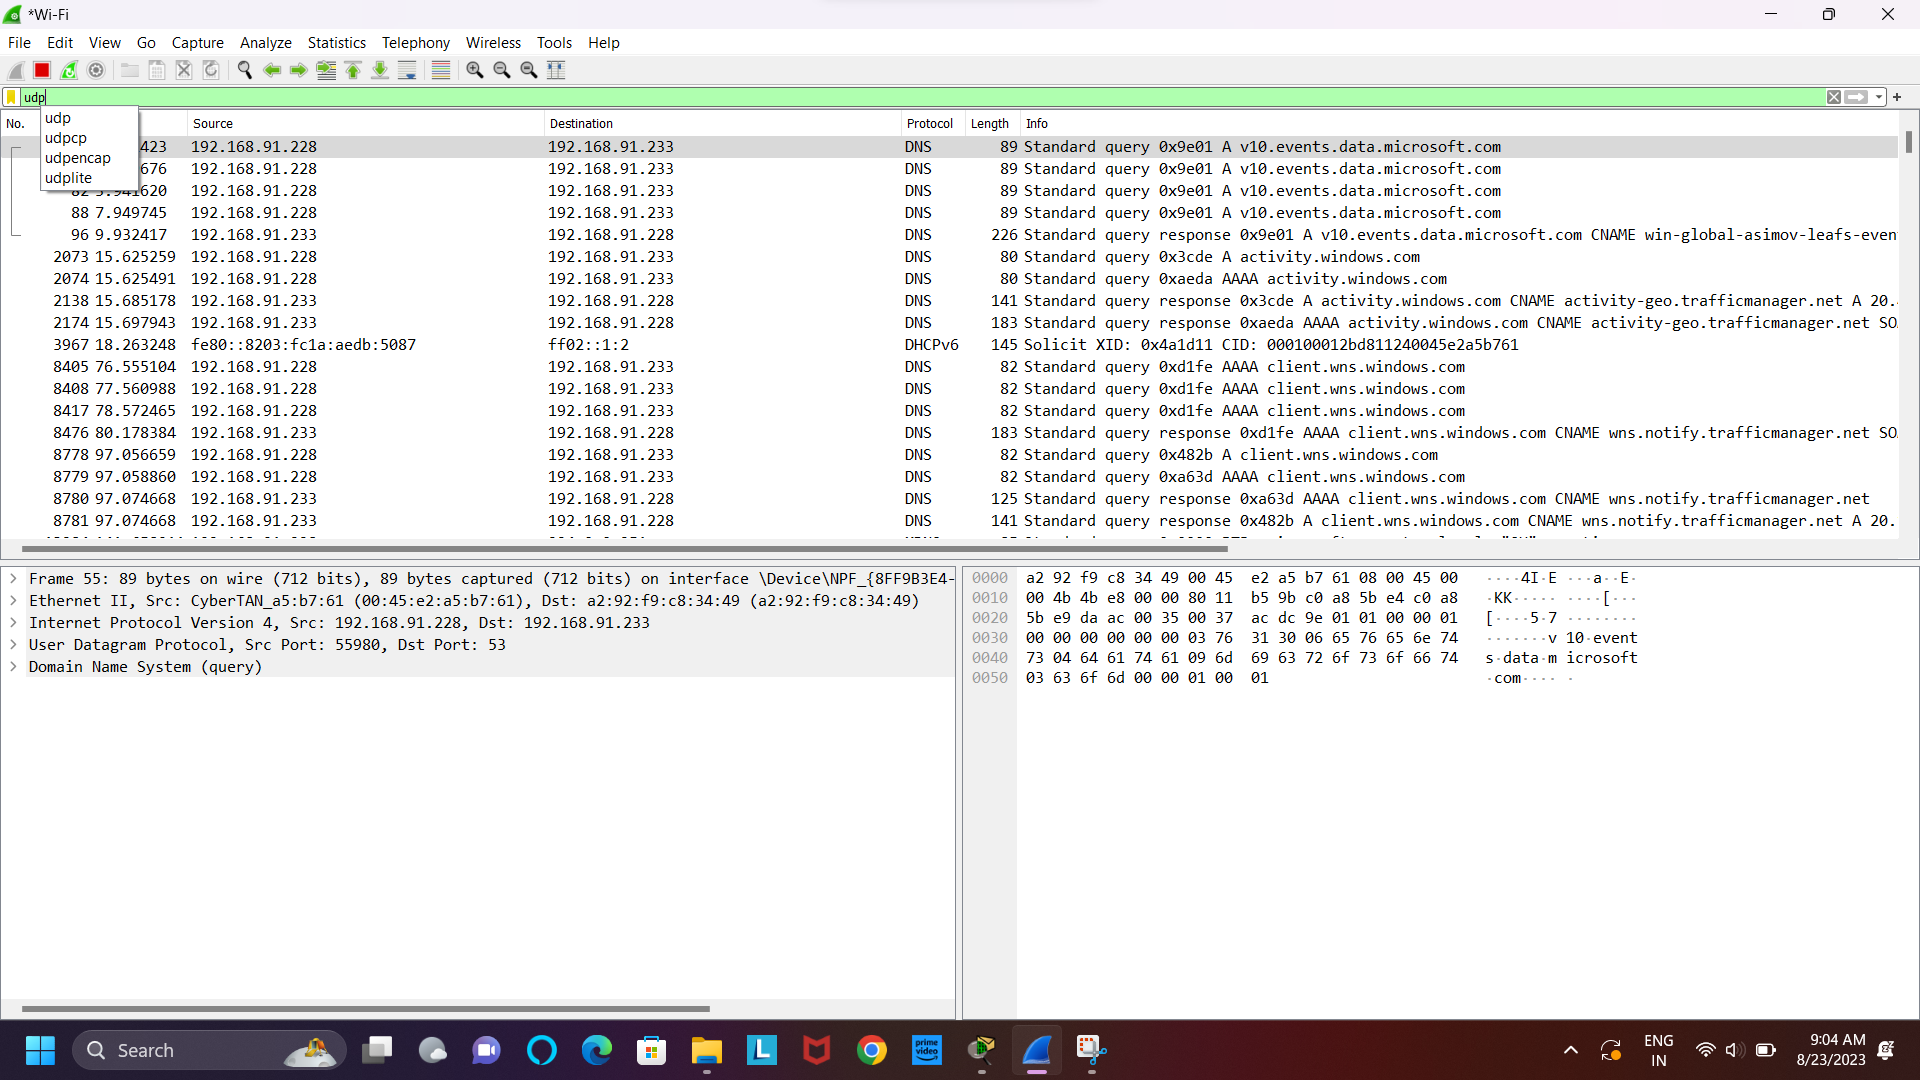 *Wi-Fi
File Edit View Go Capture Analyze Statistics Telephony Wireless Tools Help
udp
udp
udpcp
udpencap
udplite
No. Source Destination Protocol Length Info
423 192.168.91.228 192.168.91.233 DNS 89 Standard query 0x9e01 A v10.events.data.microsoft.com
676 192.168.91.228 192.168.91.233 DNS 89 Standard query 0x9e01 A v10.events.data.microsoft.com
82 3.941620 192.168.91.228 192.168.91.233 DNS 89 Standard query 0x9e01 A v10.events.data.microsoft.com
88 7.949745 192.168.91.228 192.168.91.233 DNS 89 Standard query 0x9e01 A v10.events.data.microsoft.com
96 9.932417 192.168.91.233 192.168.91.228 DNS 226 Standard query response 0x9e01 A v10.events.data.microsoft.com CNAME win-global-asimov-leafs-even
2073 15.625259 192.168.91.228 192.168.91.233 DNS 80 Standard query 0x3cde A activity.windows.com
2074 15.625491 192.168.91.228 192.168.91.233 DNS 80 Standard query 0xaeda AAAA activity.windows.com
2138 15.685178 192.168.91.233 192.168.91.228 DNS 141 Standard query response 0x3cde A activity.windows.com CNAME activity-geo.trafficmanager.net A 20.
2174 15.697943 192.168.91.233 192.168.91.228 DNS 183 Standard query response 0xaeda AAAA activity.windows.com CNAME activity-geo.trafficmanager.net SO
3967 18.263248 fe80::8203:fc1a:aedb:5087 ff02::1:2 DHCPv6 145 Solicit XID: 0x4a1d11 CID: 000100012bd811240045e2a5b761
8405 76.555104 192.168.91.228 192.168.91.233 DNS 82 Standard query 0xd1fe AAAA client.wns.windows.com
8408 77.560988 192.168.91.228 192.168.91.233 DNS 82 Standard query 0xd1fe AAAA client.wns.windows.com
8417 78.572465 192.168.91.228 192.168.91.233 DNS 82 Standard query 0xd1fe AAAA client.wns.windows.com
8476 80.178384 192.168.91.233 192.168.91.228 DNS 183 Standard query response 0xd1fe AAAA client.wns.windows.com CNAME wns.notify.trafficmanager.net SO
8778 97.056659 192.168.91.228 192.168.91.233 DNS 82 Standard query 0x482b A client.wns.windows.com
8779 97.058860 192.168.91.228 192.168.91.233 DNS 82 Standard query 0xa63d AAAA client.wns.windows.com
8780 97.074668 192.168.91.233 192.168.91.228 DNS 125 Standard query response 0xa63d AAAA client.wns.windows.com CNAME wns.notify.trafficmanager.net
8781 97.074668 192.168.91.233 192.168.91.228 DNS 141 Standard query response 0x482b A client.wns.windows.com CNAME wns.notify.trafficmanager.net A 20.
Frame 55: 89 bytes on wire (712 bits), 89 bytes captured (712 bits) on interface \Device\NPF_{8FF9B3E4-
Ethernet II, Src: CyberTAN_a5:b7:61 (00:45:e2:a5:b7:61), Dst: a2:92:f9:c8:34:49 (a2:92:f9:c8:34:49)
Internet Protocol Version 4, Src: 192.168.91.228, Dst: 192.168.91.233
User Datagram Protocol, Src Port: 55980, Dst Port: 53
Domain Name System (query)
0000 a2 92 f9 c8 34 49 00 45 e2 a5 b7 61 08 00 45 00 ····4I·E ···a··E·
0010 00 4b 4b e8 00 00 80 11 b5 9b c0 a8 5b e4 c0 a8 ·KK····· ····[···
0020 5b e9 da ac 00 35 00 37 ac dc 9e 01 01 00 00 01 [····5·7 ········
0030 00 00 00 00 00 00 03 76 31 30 06 65 76 65 6e 74 ·······v 10·event
0040 73 04 64 61 74 61 09 6d 69 63 72 6f 73 6f 66 74 s·data·m icrosoft
0050 03 63 6f 6d 00 00 01 00 01 ·com···· ·
Search
prime video
L
ENG
IN
9:04 AM
8/23/2023